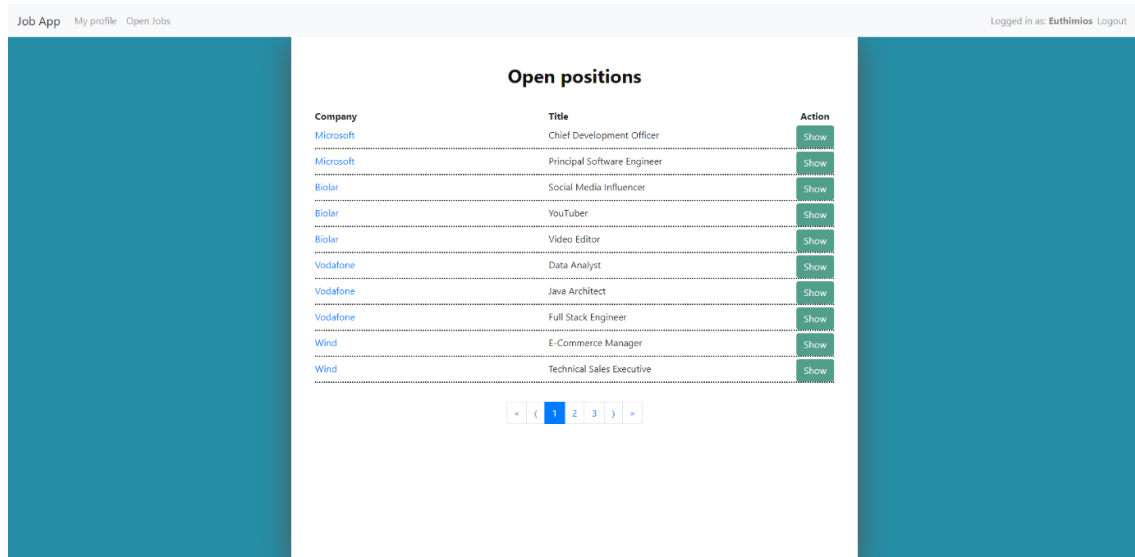 Job App My profile Open Jobs Logged in as: Euthimios Logout
Open positions
Company Title Action
Microsoft Chief Development Officer Show
Microsoft Principal Software Engineer Show
Biolar Social Media Influencer Show
Biolar YouTuber Show
Biolar Video Editor Show
Vodafone Data Analyst Show
Vodafone Java Architect Show
Vodafone Full Stack Engineer Show
Wind E-Commerce Manager Show
Wind Technical Sales Executive Show
« ⟨ 1 2 3 ⟩ »